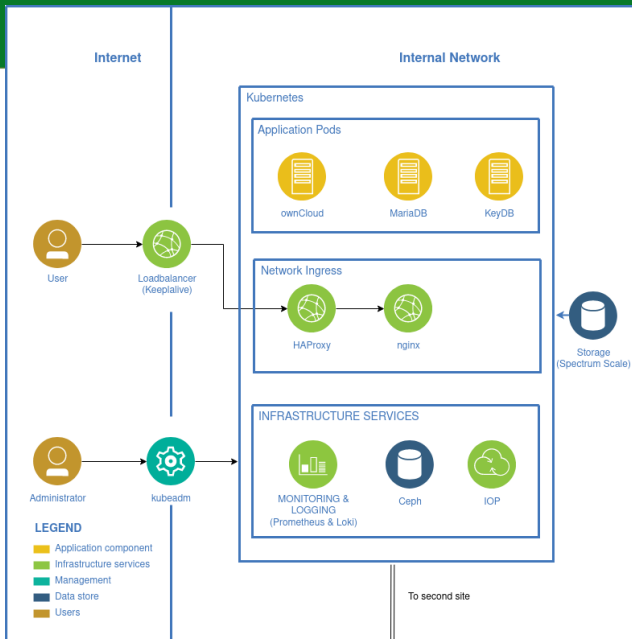 Internet
Internal Network
Kubernetes
Application Pods
ownCloud
MariaDB
KeyDB
User
Loadbalancer
(Keeplalive)
Network Ingress
HAProxy
nginx
Storage
(Spectrum Scale)
INFRASTRUCTURE SERVICES
Administrator
kubeadm
MONITORING &
LOGGING
(Prometheus & Loki)
Ceph
IOP
LEGEND
Application component
Infrastructure services
Management
Data store
Users
To second site